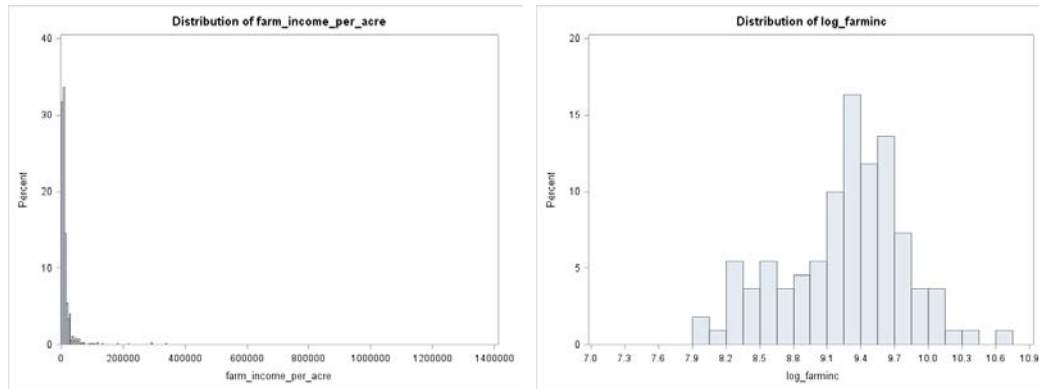 Distribution of farm_income_per_acre
40
30
20
10
0
Percent
0 200000 400000 600000 800000 1000000 1200000 1400000
farm_income_per_acre
Distribution of log_farminc
20
15
10
5
0
Percent
7.0 7.3 7.6 7.9 8.2 8.5 8.8 9.1 9.4 9.7 10.0 10.3 10.6 10.9
log_farminc